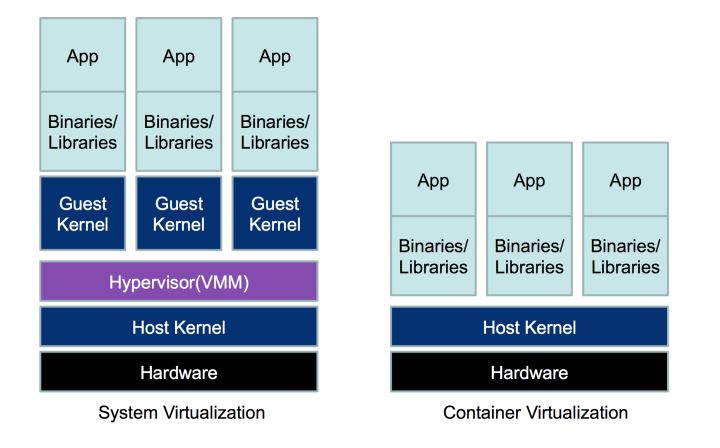 App
App
App
Binaries/
Libraries
Binaries/
Libraries
Binaries/
Libraries
Guest
Kernel
Guest
Kernel
Guest
Kernel
Hypervisor(VMM)
Host Kernel
Hardware
System Virtualization
App
App
App
Binaries/
Libraries
Binaries/
Libraries
Binaries/
Libraries
Host Kernel
Hardware
Container Virtualization